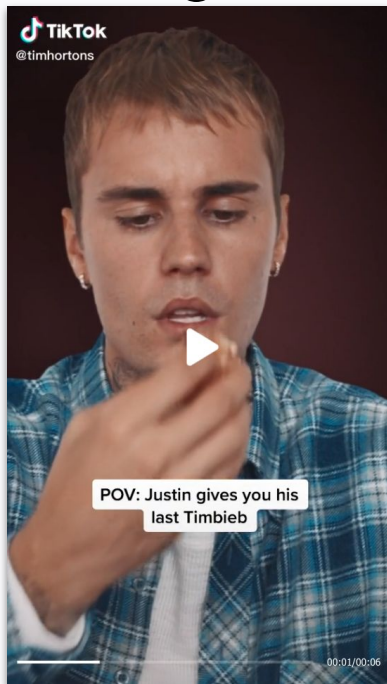 TikTok
@timhortons
POV: Justin gives you his
last Timbieb
00:01/00:06